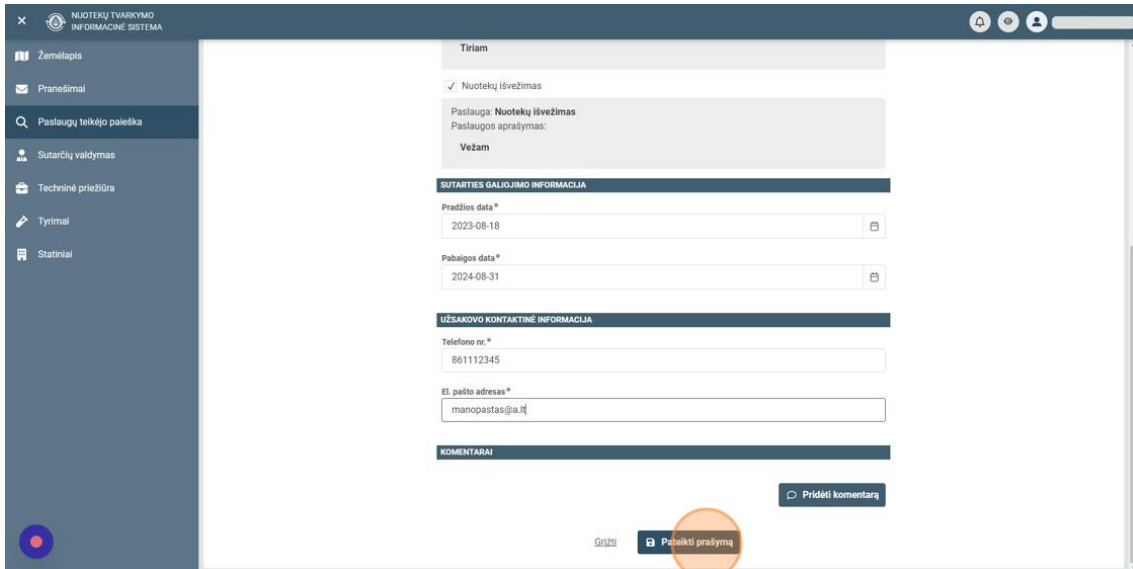 NUOTEKŲ TVARKYMO
INFORMACINĖ SISTEMA
Žemėlapis
Pranešimai
Paslaugų teikėjo paieška
Sutarčių valdymas
Techninė priežiūra
Tyrimai
Statiniai
Tiriam
Nuotekų išvežimas
Paslauga: Nuotekų išvežimas
Paslaugos aprašymas:
Vežam
SUTARTIES GALIOJIMO INFORMACIJA
Pradžios data*
2023-08-18
Pabaigos data*
2024-08-31
UŽSAKOVO KONTAKTINĖ INFORMACIJA
Telefono nr.*
861112345
El. pašto adresas*
manopastas@a.lt
KOMENTARAI
Pridėti komentarą
Grįžti
Pateikti prašymą